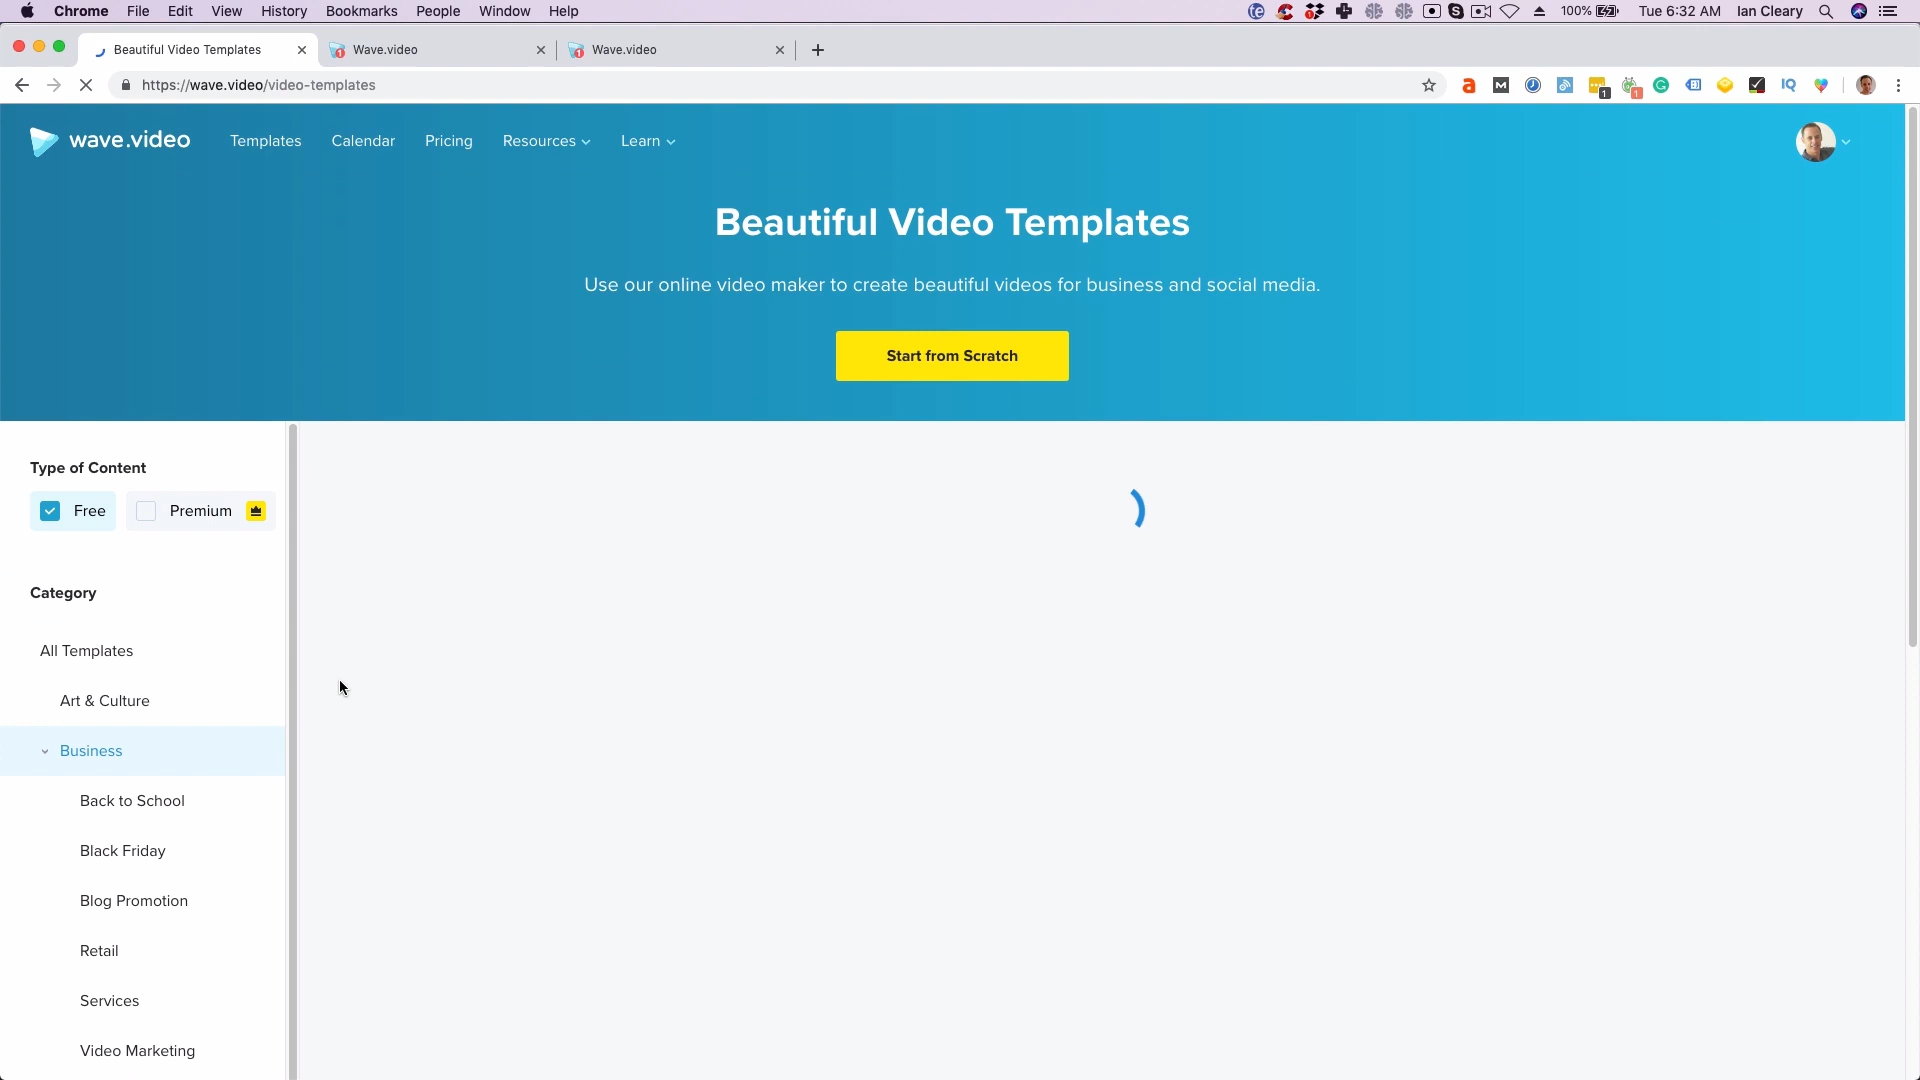 Chrome File Edit View History Bookmarks People Window Help
100% Tue 6:32 AM Ian Cleary
Beautiful Video Templates
Wave.video
Wave.video
https://wave.video/video-templates
wave.video
Templates
Calendar
Pricing
Resources
Learn
Beautiful Video Templates
Use our online video maker to create beautiful videos for business and social media.
Start from Scratch
Type of Content
Free
Premium
Category
All Templates
Art & Culture
Business
Back to School
Black Friday
Blog Promotion
Retail
Services
Video Marketing